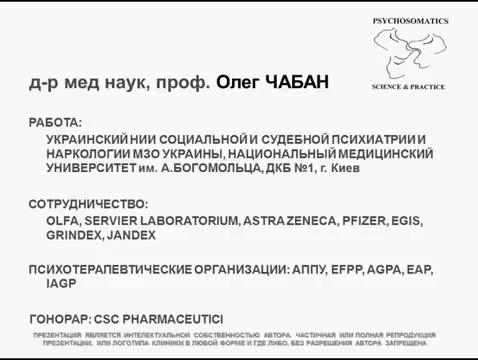 PSYCHOSOMATICS
SCIENCE & PRACTICE
д-р мед наук, проф. Олег ЧАБАН
РАБОТА:
УКРАИНСКИЙ НИИ СОЦИАЛЬНОЙ И СУДЕБНОЙ ПСИХИАТРИИ И
НАРКОЛОГИИ МЗО УКРАИНЫ, НАЦИОНАЛЬНЫЙ МЕДИЦИНСКИЙ
УНИВЕРСИТЕТ им. А.БОГОМОЛЬЦА, ДКБ №1, г. Киев
СОТРУДНИЧЕСТВО:
OLFA, SERVIER LABORATORIUM, ASTRA ZENECA, PFIZER, EGIS,
GRINDEX, JANDEX
ПСИХОТЕРАПЕВТИЧЕСКИЕ ОРГАНИЗАЦИИ: АППУ, EFPP, AGPA, EAP,
IAGP
ГОНОРАР: CSC PHARMACEUTICI
ПРЕЗЕНТАЦИЯ ЯВЛЯЕТСЯ ИНТЕЛЕКТУАЛЬНОЙ СОБСТВЕННОСТЬЮ АВТОРА. ЧАСТИЧНАЯ ИЛИ ПОЛНАЯ РЕПРОДУКЦИЯ
ПРЕЗЕНТАЦИИ, ИЛИ ЛОГОТИПА КЛИНИКИ В ЛЮБОЙ ФОРМЕ И ГДЕ ЛИБО, БЕЗ РАЗРЕШЕНИЯ АВТОРА ЗАПРЕЩЕНА